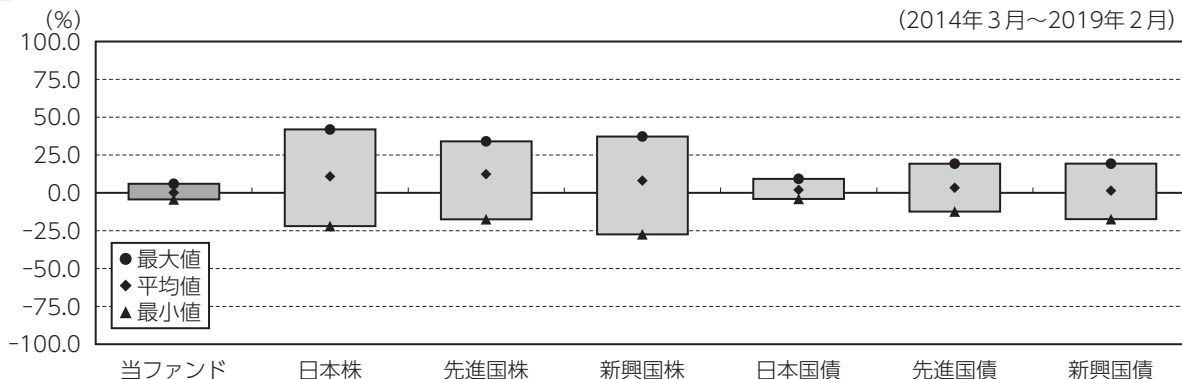 (%)
(2014年3月~2019年2月)
100.0
75.0
50.0
25.0
0.0
-25.0
-50.0
-75.0
-100.0
●最大値
◆平均値
▲最小値
当ファンド 日本株 先進国株 新興国株 日本国債 先進国債 新興国債